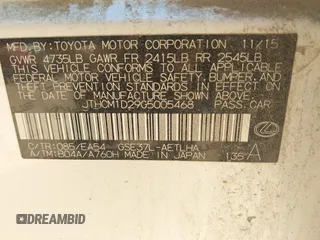 MFD. BY: TOYOTA MOTOR CORPORATION 11/15
GVWR 4735LB GAWR FR 2415LB RR 2545LB
THIS VEHICLE CONFORMS TO ALL APPLICABLE
FEDERAL MOTOR VEHICLE SAFETY, BUMPER, AND
THEFT PREVENTION STANDARDS IN EFFECT ON
THE DATE OF MANUFACTURE SHOWN ABOVE.
JTHCM1D29G5005468 PASS. CAR
C/TR: 085/EA54 GSE37L-AETLHA
A/TM: B04A/A760H MADE IN JAPAN 135 A
AUTOBIDMASTER